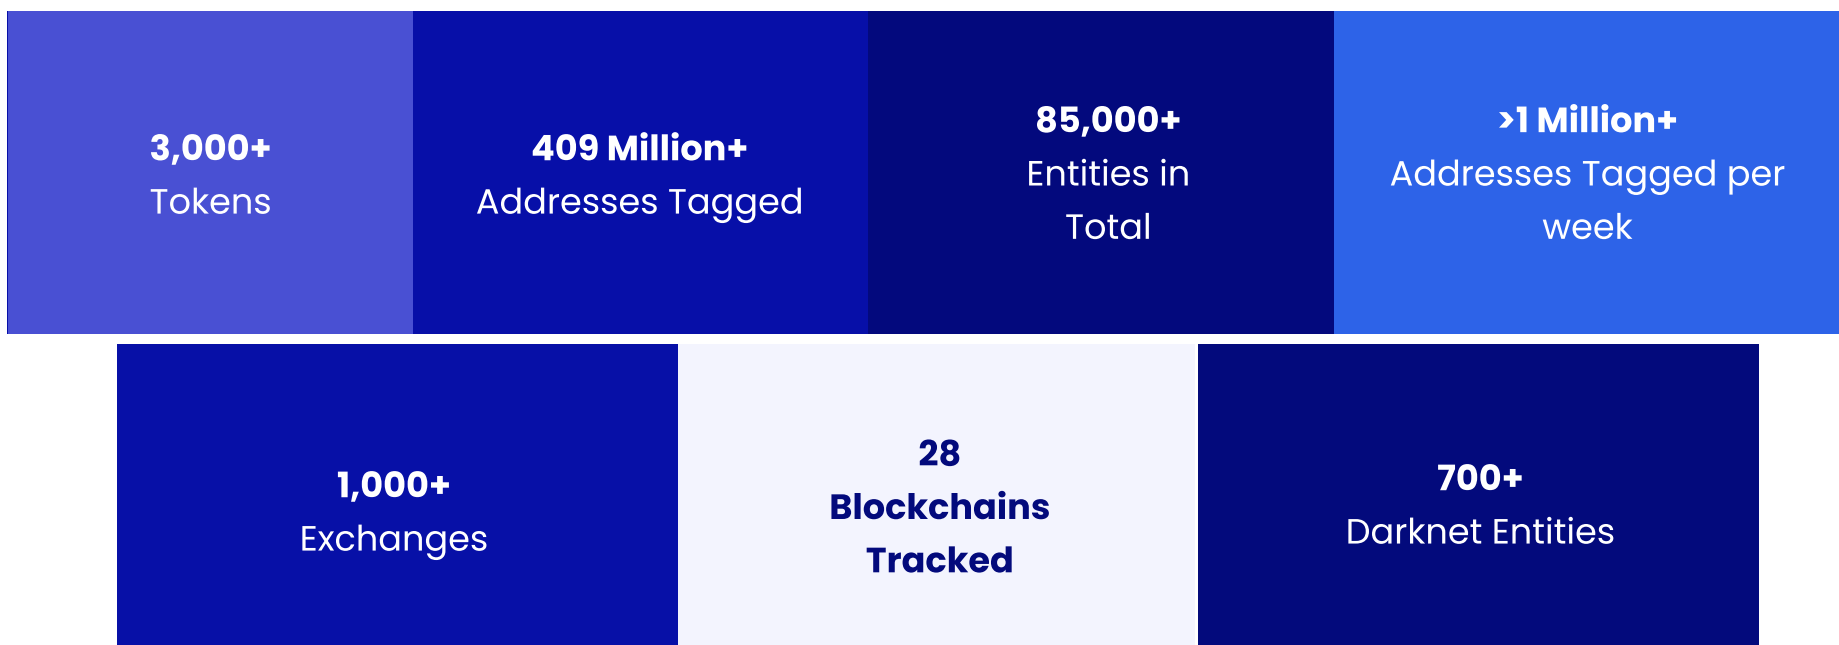 3,000+
Tokens
409 Million+
Addresses Tagged
85,000+
Entities in
Total
>1 Million+
Addresses Tagged per
week
1,000+
Exchanges
28
Blockchains
Tracked
700+
Darknet Entities